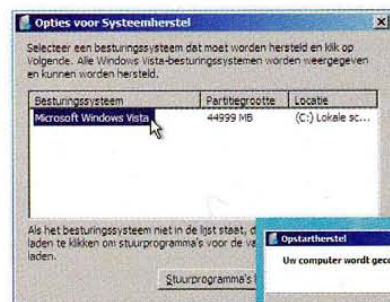 Opties voor Systeemherstel
Selecteer een besturingssysteem dat moet worden hersteld en klik op
Volgende. Alle Windows Vista-besturingssystemen worden weergegeven
en kunnen worden hersteld.
Besturingssysteem Partitiegrootte Locatie
Microsoft Windows Vista 44999 MB (C:) Lokale sc...
Als het besturingssysteem niet in de lijst staat, d
laden te klikken om stuurprogramma's voor de va
laden.
Stuurprogramma's
Opstartherstel
Uw computer wordt gec